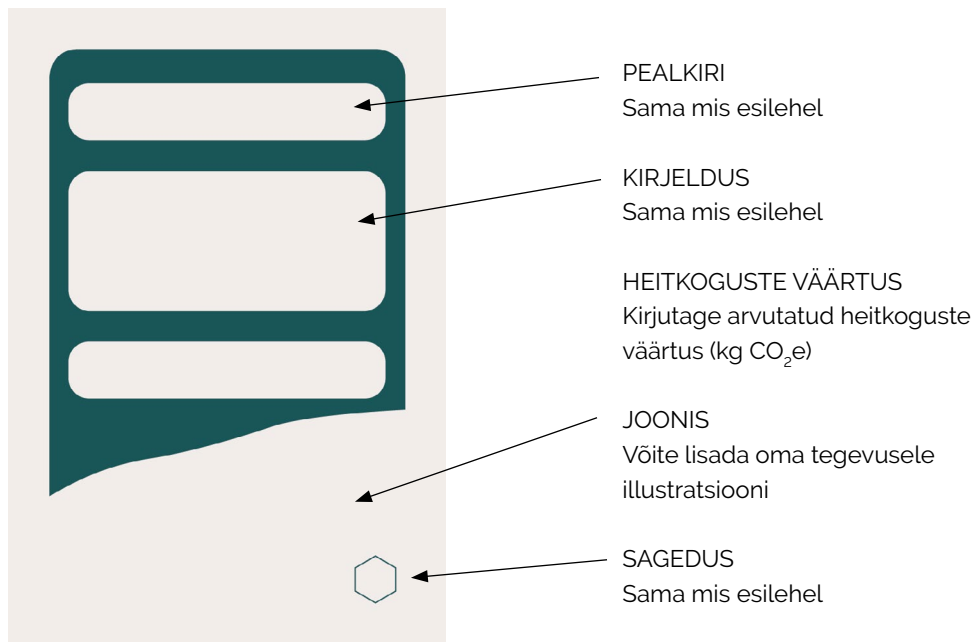 PEALKIRI
Sama mis esilehel
KIRJELDUS
Sama mis esilehel
HEITKOGUSTE VÄÄRTUS
Kirjutage arvutatud heitkoguste
väärtus (kg CO₂e)
JOONIS
Võite lisada oma tegevusele
illustratsiooni
SAGEDUS
Sama mis esilehel